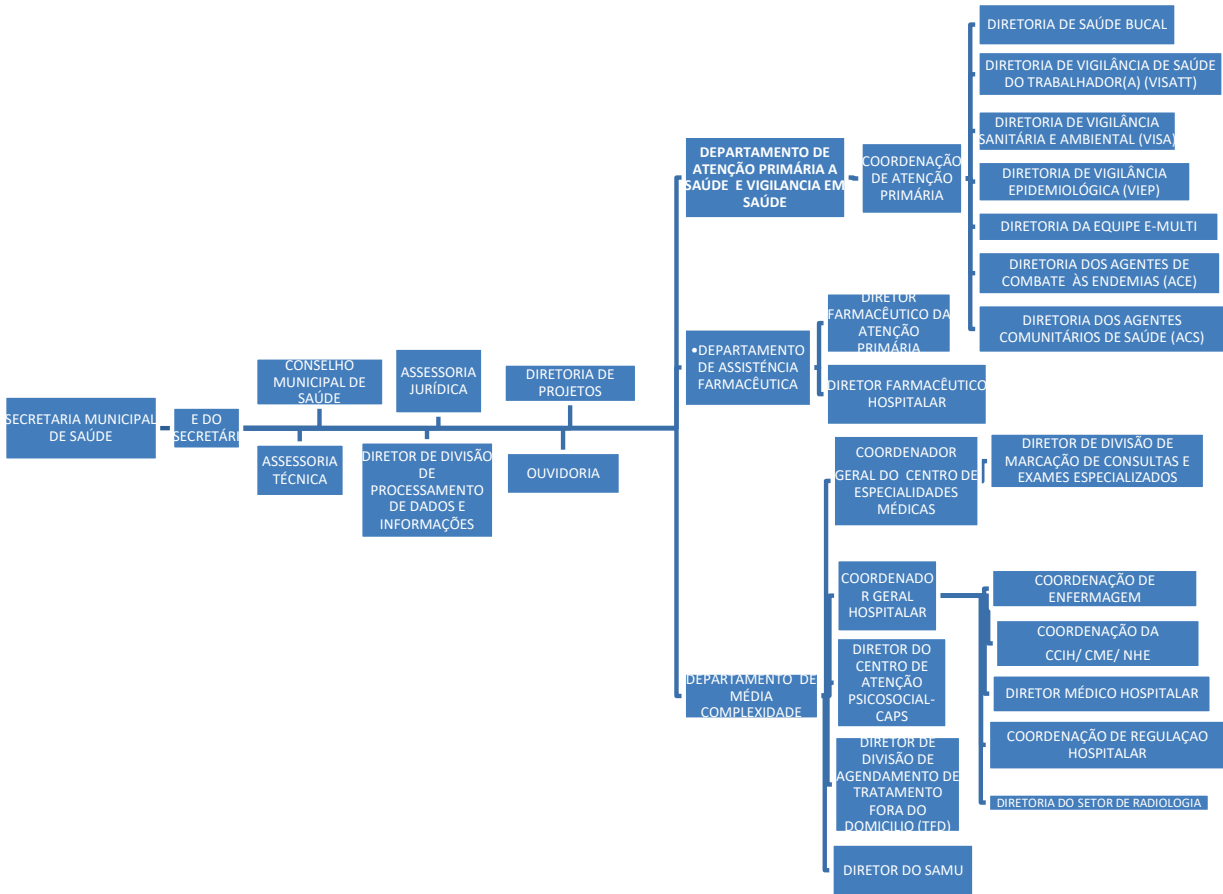 SECRETARIA MUNICIPAL
DE SAÚDE
E DO
SECRETÁRI
CONSELHO
MUNICIPAL DE
SAÚDE
ASSESSORIA
TÉCNICA
ASSESSORIA
JURÍDICA
DIRETOR DE DIVISÃO
DE
PROCESSAMENTO
DE DADOS E
INFORMAÇÕES
DIRETORIA DE
PROJETOS
OUVIDORIA
DEPARTAMENTO DE
ATENÇÃO PRIMÁRIA A
SAÚDE E VIGILANCIA EM
SAÚDE
COORDENAÇÃO
DE ATENÇÃO
PRIMÁRIA
DIRETORIA DE SAÚDE BUCAL
DIRETORIA DE VIGILÂNCIA DE SAÚDE
DO TRABALHADOR(A) (VISATT)
DIRETORIA DE VIGILÂNCIA
SANITÁRIA E AMBIENTAL (VISA)
DIRETORIA DE VIGILÂNCIA
EPIDEMIOLÓGICA (VIEP)
DIRETORIA DA EQUIPE E-MULTI
DIRETORIA DOS AGENTES DE
COMBATE ÀS ENDEMIAS (ACE)
DIRETORIA DOS AGENTES
COMUNITÁRIOS DE SAÚDE (ACS)
•DEPARTAMENTO
DE ASSISTÉNCIA
FARMACÊUTICA
DIRETOR
FARMACÊUTICO DA
ATENÇÃO
PRIMÁRIA
DIRETOR FARMACÊUTICO
HOSPITALAR
DEPARTAMENTO DE
MÉDIA
COMPLEXIDADE
COORDENADOR
GERAL DO CENTRO DE
ESPECIALIDADES
MÉDICAS
DIRETOR DE DIVISÃO DE
MARCAÇÃO DE CONSULTAS E
EXAMES ESPECIALIZADOS
COORDENADO
R GERAL
HOSPITALAR
COORDENAÇÃO DE
ENFERMAGEM
COORDENAÇÃO DA
CCIH/ CME/ NHE
DIRETOR MÉDICO HOSPITALAR
COORDENAÇÃO DE REGULAÇAO
HOSPITALAR
DIRETORIA DO SETOR DE RADIOLOGIA
DIRETOR DO
CENTRO DE
ATENÇÃO
PSICOSOCIAL-
CAPS
DIRETOR DE
DIVISÃO DE
AGENDAMENTO DE
TRATAMENTO
FORA DO
DOMICILIO (TFD)
DIRETOR DO SAMU